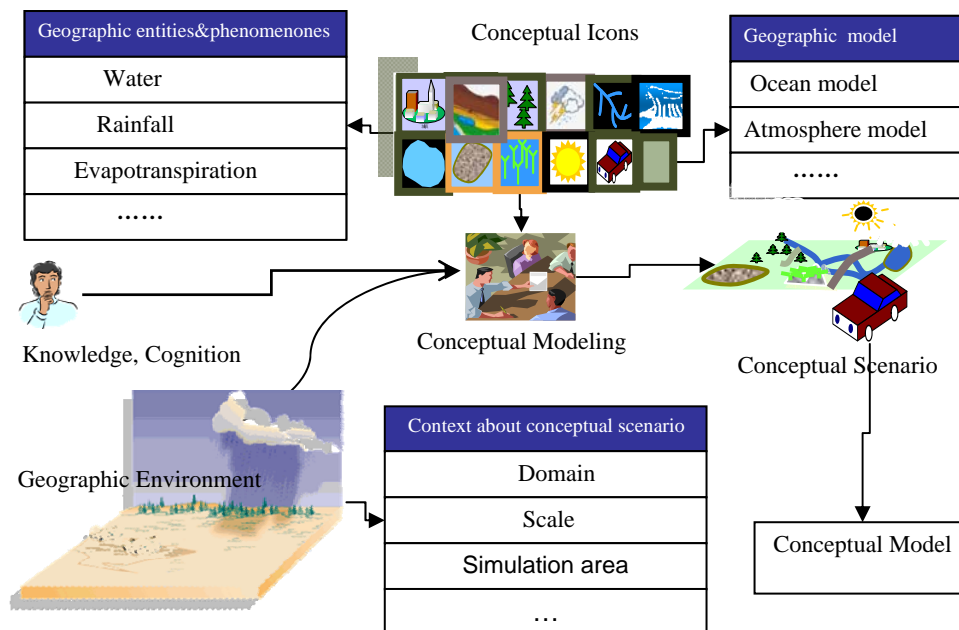 Geographic entities&phenomenones
Water
Rainfall
Evapotranspiration
……
Conceptual Icons
Geographic model
Ocean model
Atmosphere model
……
Knowledge, Cognition
Conceptual Modeling
Conceptual Scenario
Geographic Environment
Context about conceptual scenario
Domain
Scale
Simulation area
…
Conceptual Model